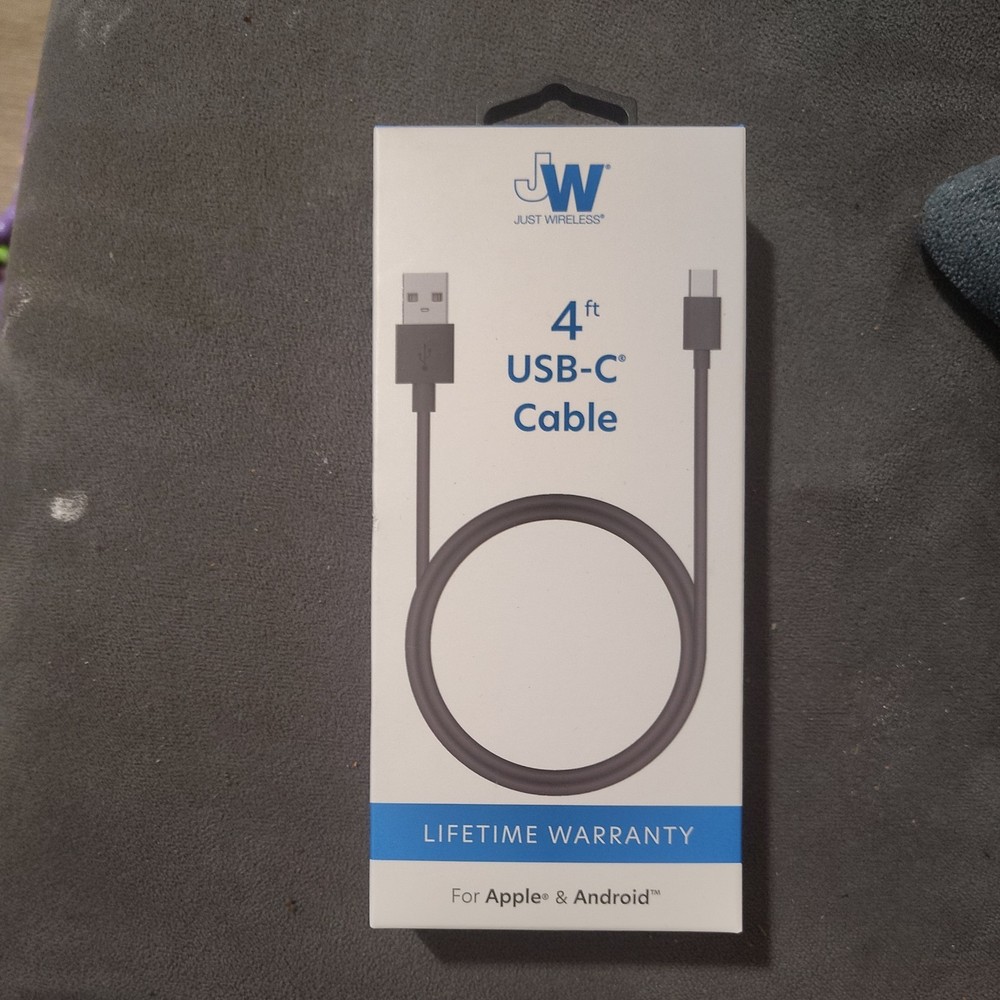 JW®
JUST WIRELESS®
4ft
USB-C®
Cable
LIFETIME WARRANTY
For Apple® & Android™